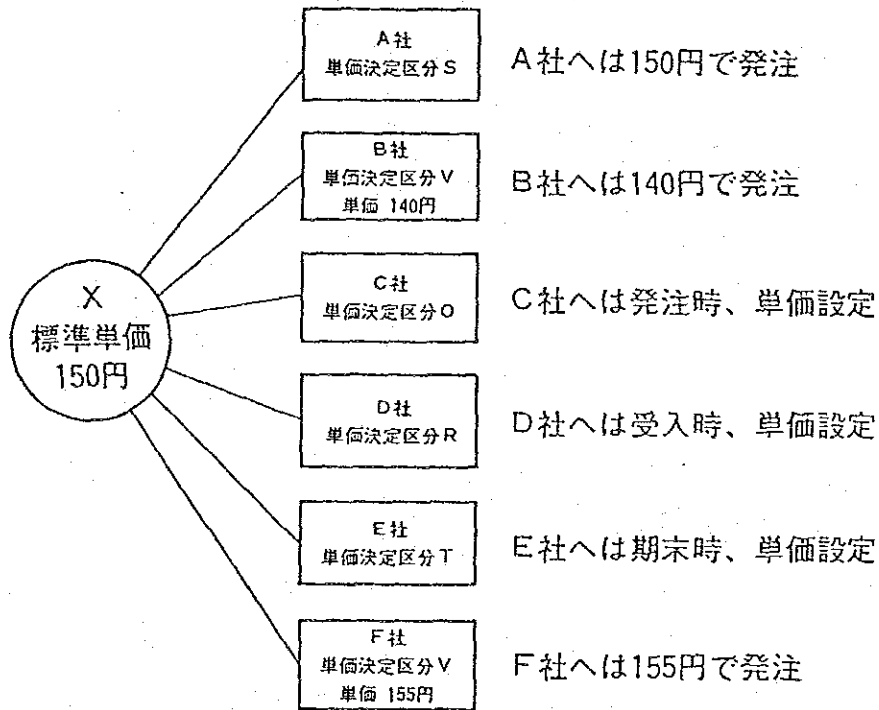 X
標準単価
150円
A社
単価決定区分S
A社へは150円で発注
B社
単価決定区分V
単価 140円
B社へは140円で発注
C社
単価決定区分O
C社へは発注時、単価設定
D社
単価決定区分R
D社へは受入時、単価設定
E社
単価決定区分T
E社へは期末時、単価設定
F社
単価決定区分V
単価 155円
F社へは155円で発注